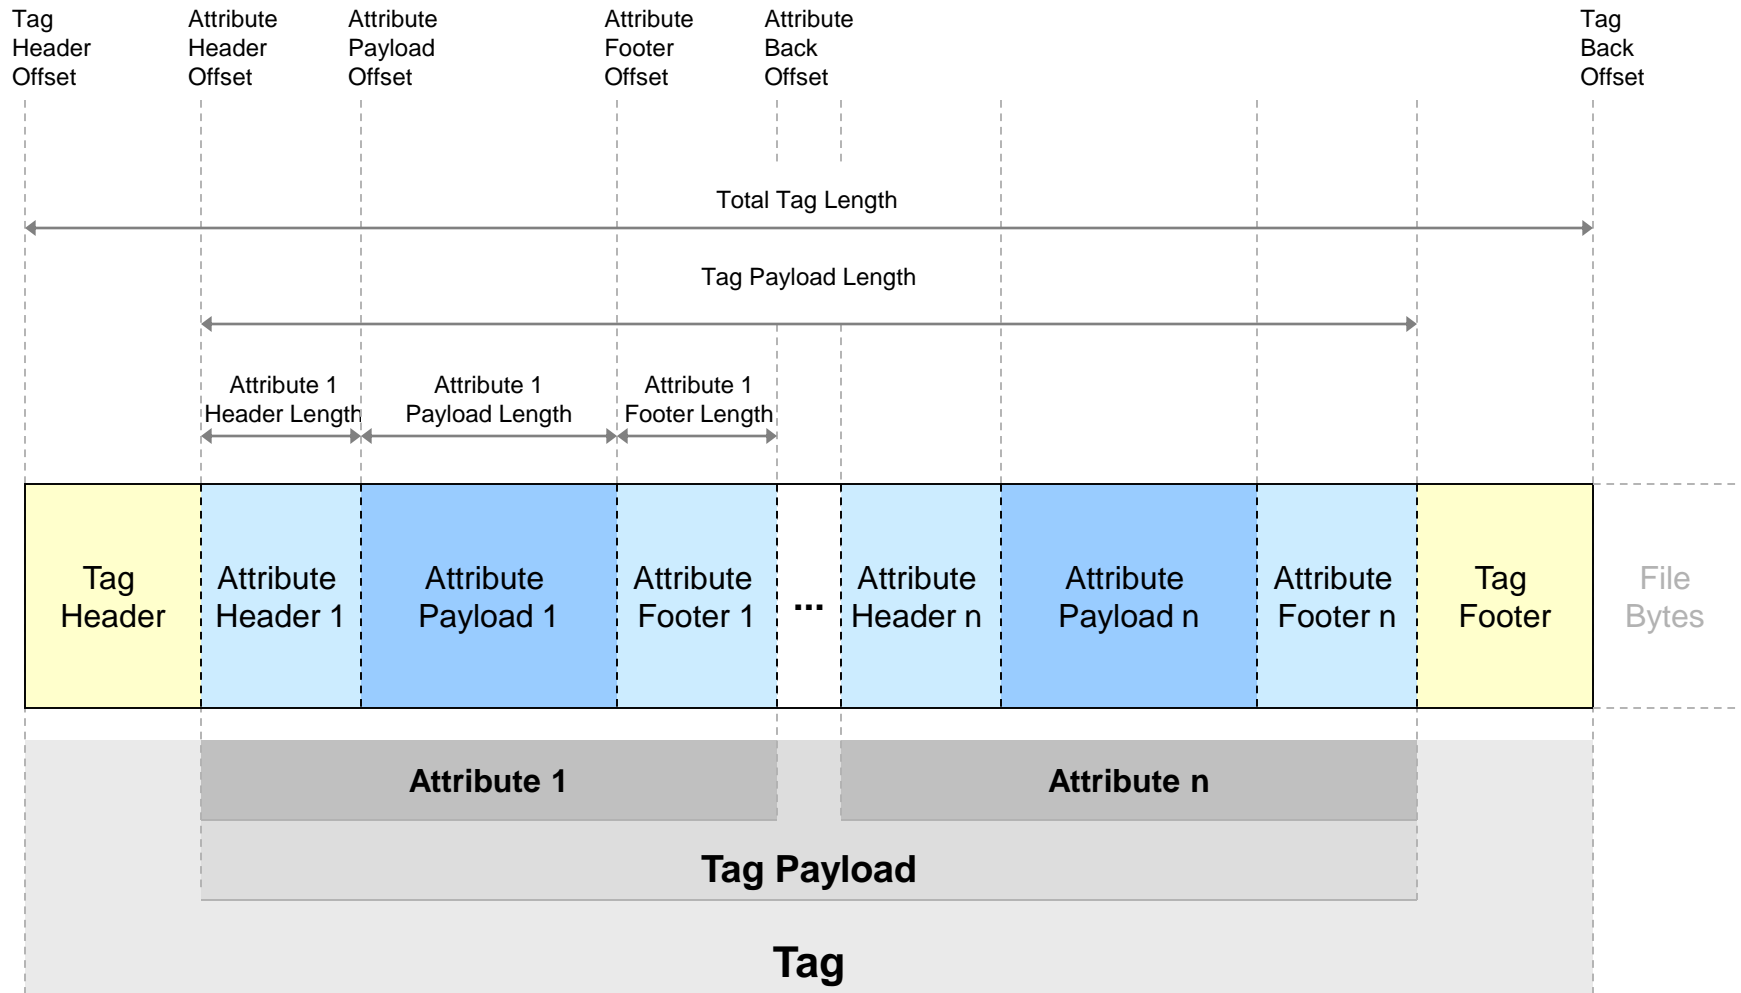 Tag
Header
Offset
Attribute
Header
Offset
Attribute
Payload
Offset
Attribute
Footer
Offset
Attribute
Back
Offset
Tag
Back
Offset
Total Tag Length
Tag Payload Length
Attribute 1
Header Length
Attribute 1
Payload Length
Attribute 1
Footer Length
Tag
Header
Attribute
Header 1
Attribute
Payload 1
Attribute
Footer 1
...
Attribute
Header n
Attribute
Payload n
Attribute
Footer n
Tag
Footer
File
Bytes
Attribute 1
Attribute n
Tag Payload
Tag